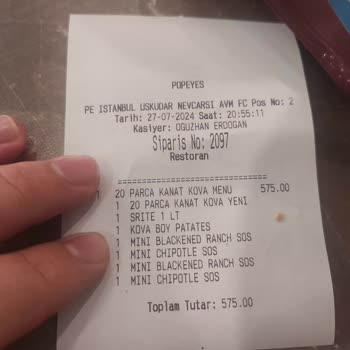 POPEYES
PE ISTANBUL USKUDAR NEVCARSI AVM FC Pos No: 2
Tarih: 27-07-2024 Saat: 20:55:11
Kasiyer: OGUZHAN ERDOGAN
Siparis No: 2097
Restoran
==============================
1 20 PARCA KANAT KOVA MENU 575.00
1 20 PARCA KANAT KOVA YENI
1 SRITE 1 LT
1 KOVA BOY PATATES
1 MINI BLACKENED RANCH SOS
1 MINI CHIPOTLE SOS
1 MINI BLACKENED RANCH SOS
1 MINI CHIPOTLE SOS
Toplam Tutar: 575.00